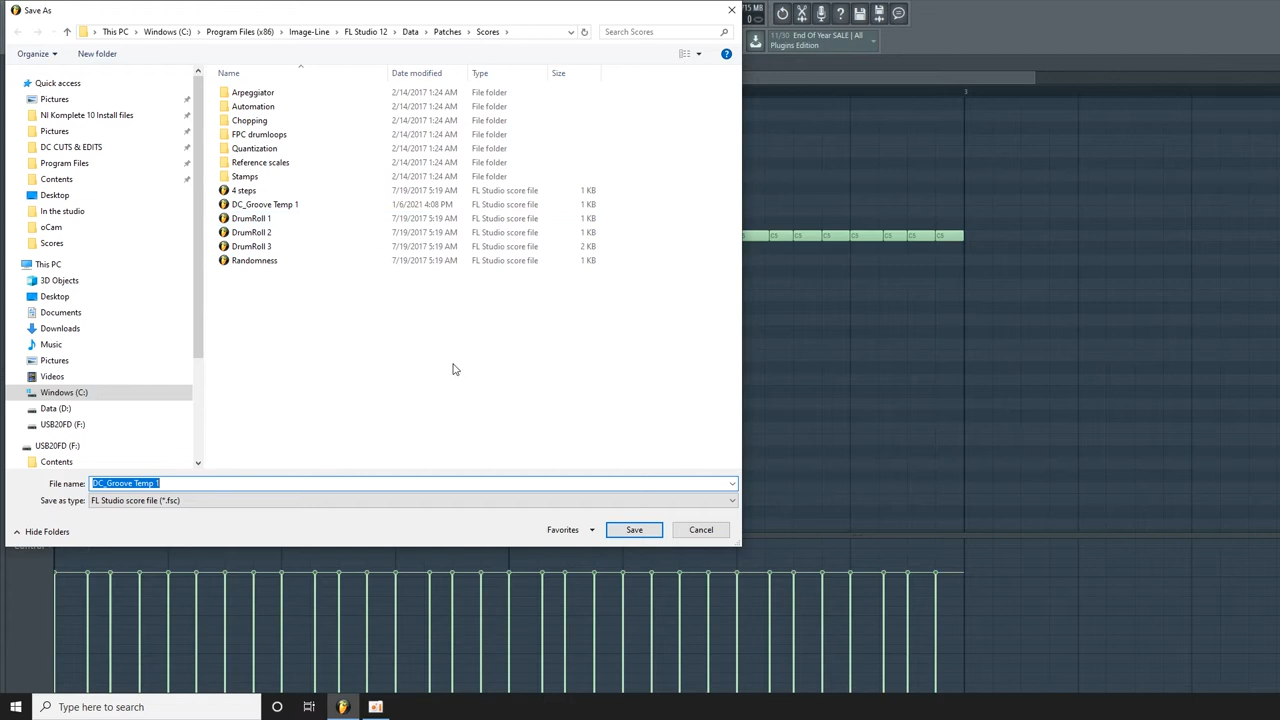 Save As
715 MB
0
This PC > Windows (C:) > Program Files (x86) > Image-Line > FL Studio 12 > Data > Patches > Scores >
Search Scores
11/30 End Of Year SALE | All
Plugins Edition
Organize
New folder
Name
Date modified
Type
Size
Quick access
Pictures
NI Komplete 10 Install files
Pictures
DC CUTS & EDITS
Program Files
Contents
Desktop
In the studio
oCam
Scores
This PC
3D Objects
Desktop
Documents
Downloads
Music
Pictures
Videos
Windows (C:)
Data (D:)
USB20FD (F:)
USB20FD (F:)
Contents
Arpeggiator 2/14/2017 1:24 AM File folder
Automation 2/14/2017 1:24 AM File folder
Chopping 2/14/2017 1:24 AM File folder
FPC drumloops 2/14/2017 1:24 AM File folder
Quantization 2/14/2017 1:24 AM File folder
Reference scales 2/14/2017 1:24 AM File folder
Stamps 2/14/2017 1:24 AM File folder
4 steps 7/19/2017 5:19 AM FL Studio score file 1 KB
DC_Groove Temp 1 1/6/2021 4:08 PM FL Studio score file 1 KB
DrumRoll 1 7/19/2017 5:19 AM FL Studio score file 1 KB
DrumRoll 2 7/19/2017 5:19 AM FL Studio score file 1 KB
DrumRoll 3 7/19/2017 5:19 AM FL Studio score file 2 KB
Randomness 7/19/2017 5:19 AM FL Studio score file 1 KB
3
C5 C5 C5 C5 C5 C5 C5
File name: DC_Groove Temp 1
Save as type: FL Studio score file (*.fsc)
Hide Folders
Favorites
Save
Cancel
Control
Type here to search